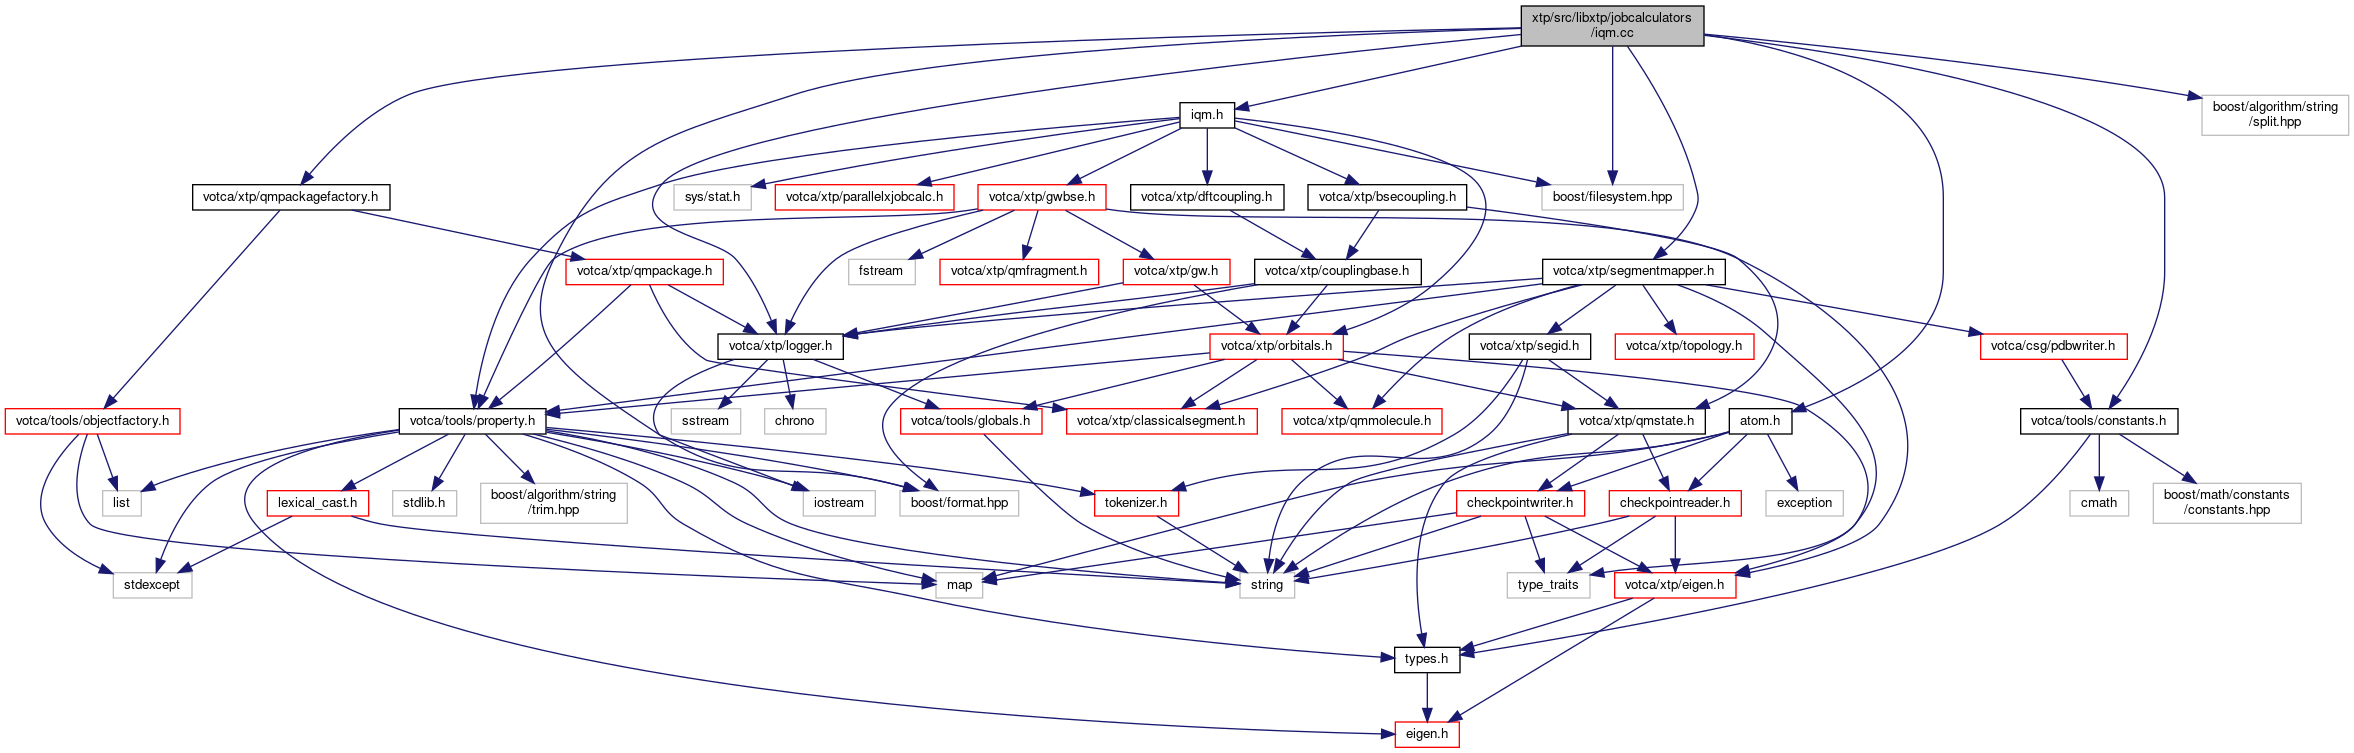 xtp/src/libxtp/jobcalculators
/iqm.cc
boost/algorithm/string
/split.hpp
iqm.h
votca/xtp/qmpackagefactory.h
sys/stat.h
votca/xtp/parallelxjobcalc.h
votca/xtp/gwbse.h
votca/xtp/dftcoupling.h
votca/xtp/bsecoupling.h
boost/filesystem.hpp
votca/xtp/qmpackage.h
fstream
votca/xtp/qmfragment.h
votca/xtp/gw.h
votca/xtp/couplingbase.h
votca/xtp/segmentmapper.h
votca/xtp/logger.h
votca/xtp/orbitals.h
votca/xtp/segid.h
votca/xtp/topology.h
votca/csg/pdbwriter.h
votca/tools/objectfactory.h
votca/tools/property.h
sstream
chrono
votca/tools/globals.h
votca/xtp/classicalsegment.h
votca/xtp/qmmolecule.h
votca/xtp/qmstate.h
atom.h
votca/tools/constants.h
list
lexical_cast.h
stdlib.h
boost/algorithm/string
/trim.hpp
iostream
boost/format.hpp
tokenizer.h
checkpointwriter.h
checkpointreader.h
exception
cmath
boost/math/constants
/constants.hpp
stdexcept
map
string
type_traits
votca/xtp/eigen.h
types.h
eigen.h